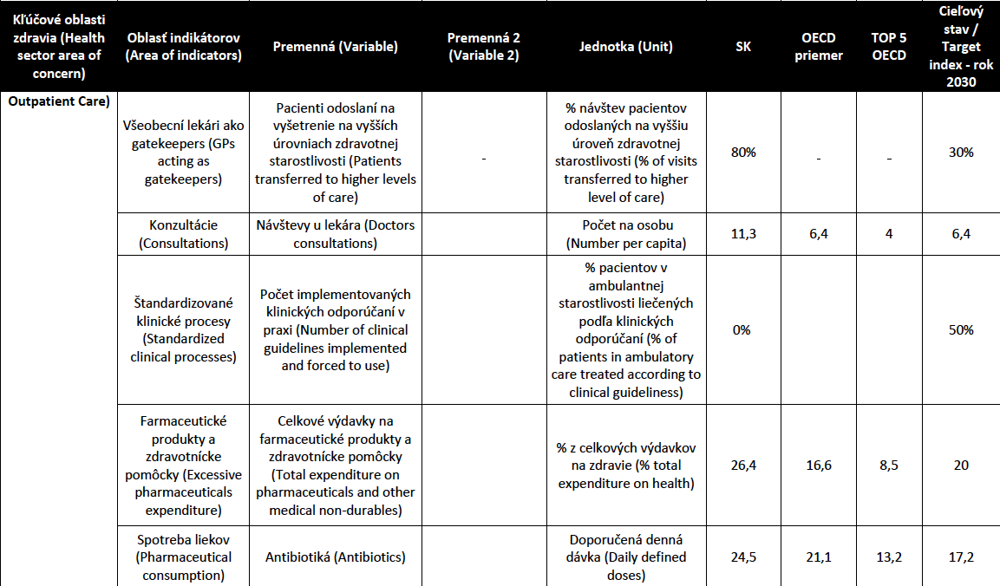 Kľúčové oblasti
zdravia (Health
sector area of
concern)
Oblasť indikátorov
(Area of indicators)
Premenná (Variable)
Premenná 2
(Variable 2)
Jednotka (Unit)
SK
OECD
priemer
TOP 5
OECD
Cieľový
stav /
Target
index - rok
2030
Outpatient Care)
Všeobecní lekári ako
gatekeepers (GPs
acting as
gatekeepers)
Pacienti odoslaní na
vyšetrenie na vyšších
úrovniach zdravotnej
starostlivosti (Patients
transferred to higher levels
of care)
-
% návštev pacientov
odoslaných na vyššiu
úroveň zdravotnej
starostlivosti (% of visits
transferred to higher
level of care)
80%
-
-
30%
Konzultácie
(Consultations)
Návštevy u lekára (Doctors
consultations)
Počet na osobu
(Number per capita)
11,3
6,4
4
6,4
Štandardizované
klinické procesy
(Standardized
clinical processes)
Počet implementovaných
klinických odporúčaní v
praxi (Number of clinical
guidelines implemented
and forced to use)
% pacientov v
ambulantnej
starostlivosti liečených
podľa klinických
odporúčaní (% of
patients in ambulatory
care treated according to
clinical guideliness)
0%
50%
Farmaceutické
produkty a
zdravotnícke
pomôcky (Excessive
pharmaceuticals
expenditure)
Celkové výdavky na
farmaceutické produkty a
zdravotnícke pomôcky
(Total expenditure on
pharmaceuticals and other
medical non-durables)
% z celkových výdavkov
na zdravie (% total
expenditure on health)
26,4
16,6
8,5
20
Spotreba liekov
(Pharmaceutical
consumption)
Antibiotiká (Antibiotics)
Doporučená denná
dávka (Daily defined
doses)
24,5
21,1
13,2
17,2